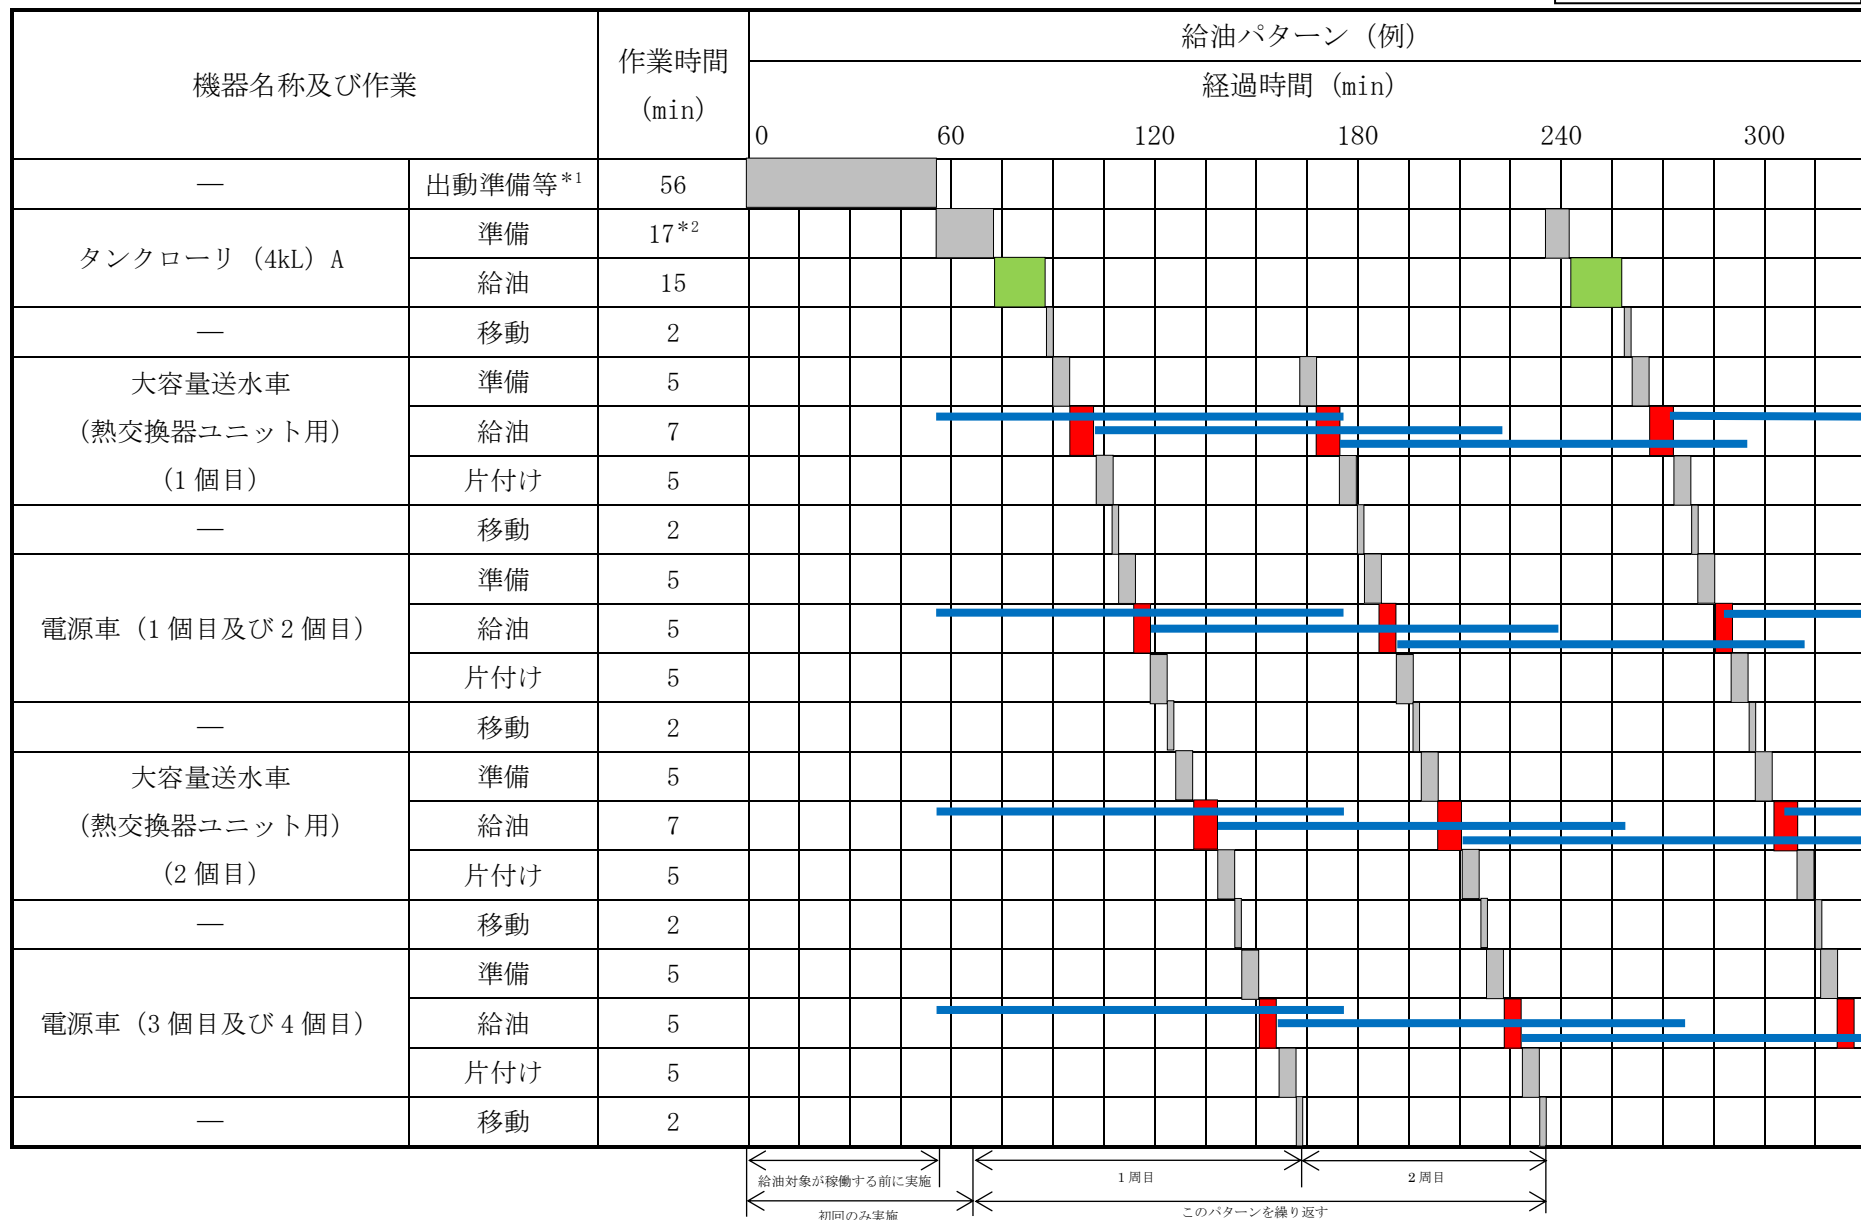 給油パターン（例）
機器名称及び作業
作業時間
(min)
経過時間 (min)
0 60 120 180 240 300
― 出動準備等*1 56
タンクローリ（4kL）A
準備 17*2
給油 15
― 移動 2
大容量送水車
(熱交換器ユニット用)
(1個目)
準備 5
給油 7
片付け 5
― 移動 2
電源車（1個目及び2個目）
準備 5
給油 5
片付け 5
― 移動 2
大容量送水車
(熱交換器ユニット用)
(2個目)
準備 5
給油 7
片付け 5
― 移動 2
電源車（3個目及び4個目）
準備 5
給油 5
片付け 5
― 移動 2
給油対象が稼働する前に実施
1周目
2周目
初回のみ実施
このパターンを繰り返す